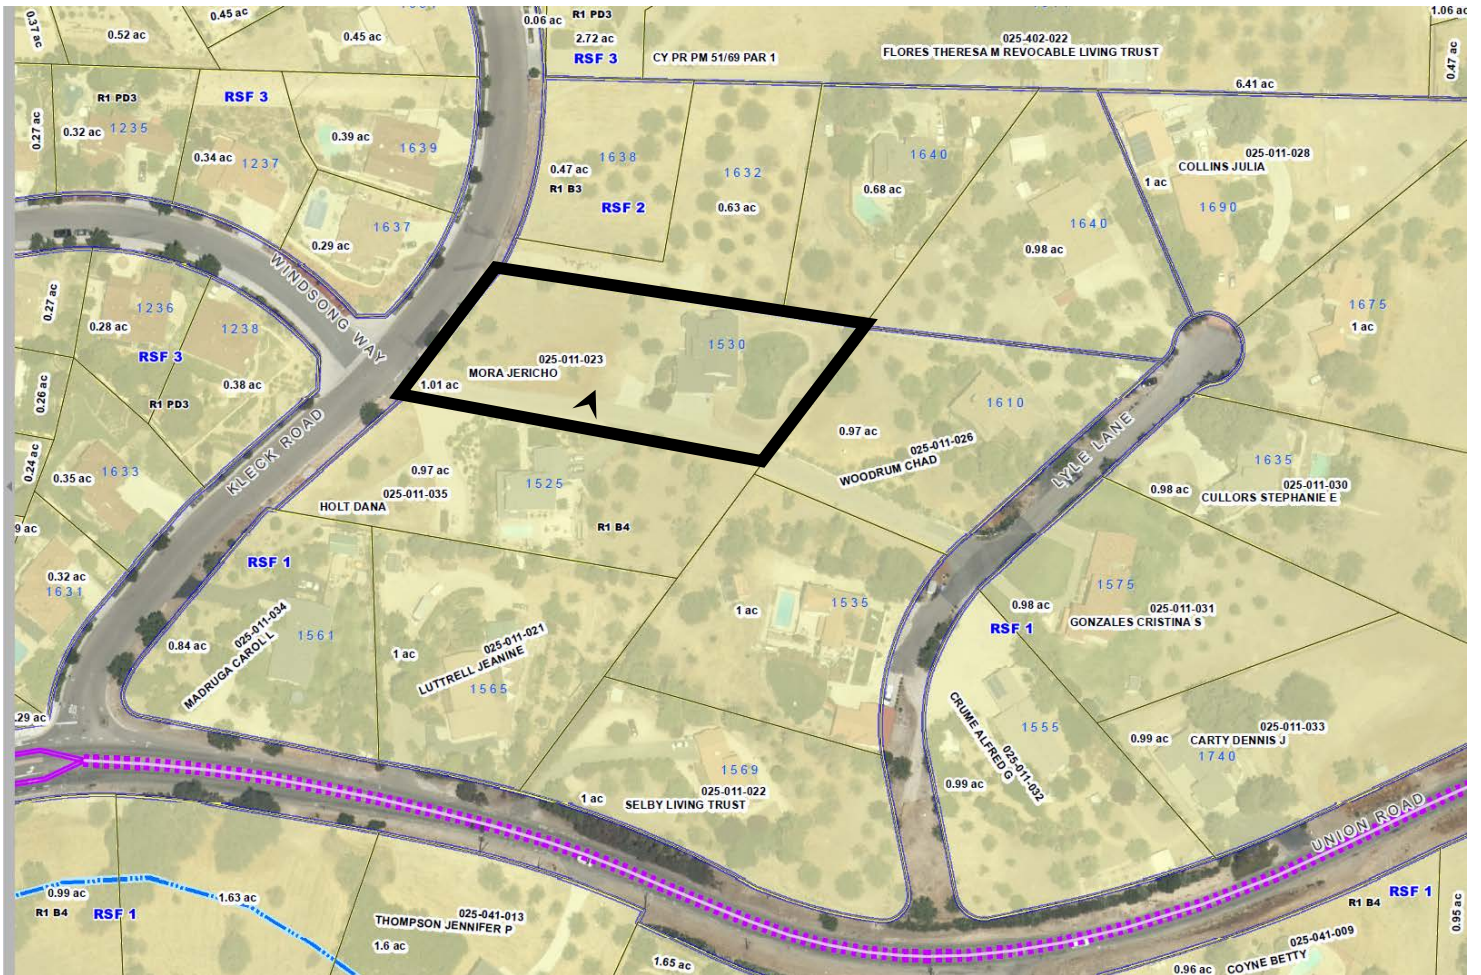 0.37 ac
0.45 ac
0.52 ac
0.45 ac
0.06 ac
R1 PD3
2.72 ac
RSF 3
CY PR PM 51/69 PAR 1
025-402-022
FLORES THERESA M REVOCABLE LIVING TRUST
1.06 ac
0.47 ac
6.41 ac
R1 PD3
RSF 3
0.27 ac
0.32 ac
1235
0.34 ac
1237
0.39 ac
1639
1638
0.47 ac
R1 B3
RSF 2
1632
0.63 ac
1640
0.68 ac
1640
0.98 ac
025-011-028
COLLINS JULIA
1 ac
1690
1637
0.29 ac
WINDSONG WAY
0.27 ac
1236
0.28 ac
1238
RSF 3
0.38 ac
R1 PD3
0.26 ac
1530
025-011-023
MORA JERICHO
1.01 ac
1675
1 ac
1610
0.97 ac
025-011-026
WOODRUM CHAD
LYLE LANE
KLECK ROAD
0.24 ac
0.35 ac
1633
9 ac
0.97 ac
025-011-035
HOLT DANA
1525
R1 B4
1635
0.98 ac
025-011-030
CULLORS STEPHANIE E
RSF 1
0.32 ac
1631
0.84 ac
025-011-034
MADRUGA CAROL L
1561
1 ac
025-011-021
LUTTRELL JEANINE
1565
1 ac
1535
1575
0.98 ac
025-011-031
GONZALES CRISTINA S
RSF 1
.29 ac
1569
025-011-022
SELBY LIVING TRUST
1 ac
CRUME ALFRED G
025-011-032
1555
0.99 ac
0.99 ac
025-011-033
CARTY DENNIS J
1740
UNION ROAD
0.99 ac
R1 B4
RSF 1
1.63 ac
025-041-013
THOMPSON JENNIFER P
1.6 ac
1.65 ac
RSF 1
R1 B4
0.95 ac
025-041-009
COYNE BETTY
0.96 ac